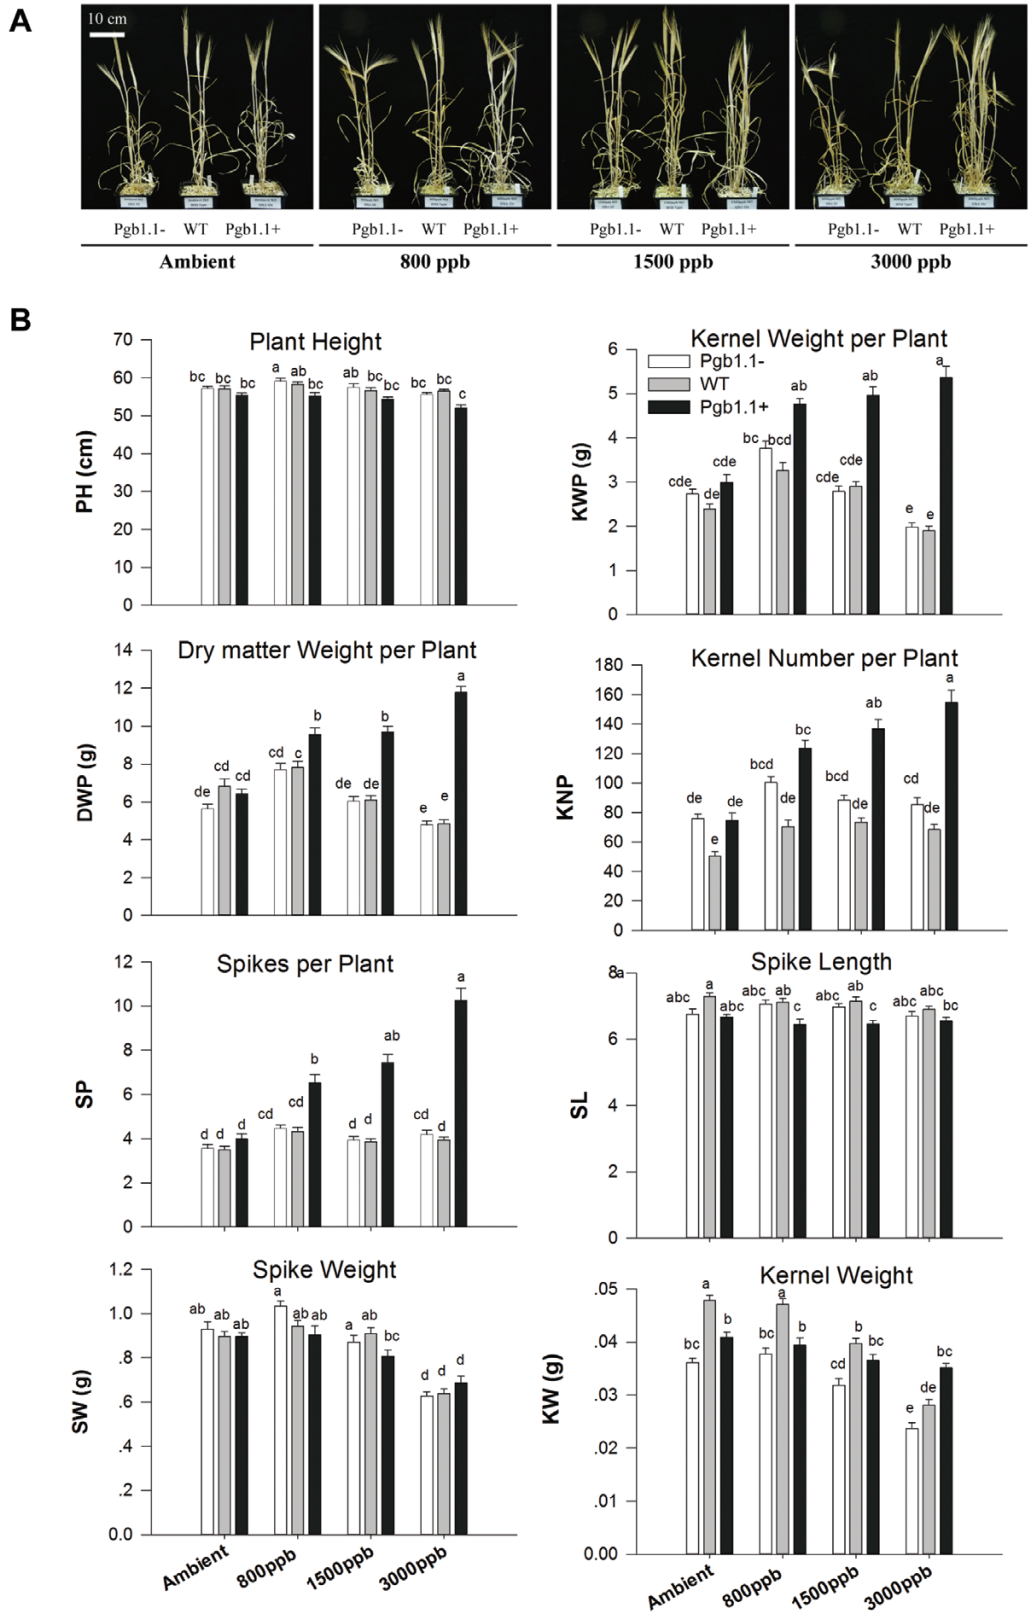 A
10 cm
Pgb1.1- WT Pgb1.1+ Pgb1.1- WT Pgb1.1+ Pgb1.1- WT Pgb1.1+ Pgb1.1- WT Pgb1.1+
Ambient 800 ppb 1500 ppb 3000 ppb
B
Plant Height
PH (cm)
70
60
50
40
30
20
10
0
bc bc bc a ab bc ab bc bc bc bc c
Kernel Weight per Plant
Pgb1.1-
WT
Pgb1.1+
KWP (g)
6
5
4
3
2
1
0
cde de cde bc bcd ab cde cde ab e e a
Dry matter Weight per Plant
DWP (g)
14
12
10
8
6
4
2
0
de cd cd cd c b de de b e e a
Kernel Number per Plant
KNP
180
160
140
120
100
80
60
40
20
0
de e de bcd de bc bcd de ab cd de a
Spikes per Plant
SP
12
10
8
6
4
2
0
d d d cd cd b d d ab cd d a
Spike Length
SL
8a
6
4
2
0
abc a abc abc ab c abc ab c abc abc bc
Spike Weight
SW (g)
1.2
1.0
.8
.6
.4
.2
0.0
ab ab ab a ab ab a ab bc d d d
Ambient 800ppb 1500ppb 3000ppb
Kernel Weight
KW (g)
.05
.04
.03
.02
.01
0.00
bc a b bc a b cd b bc e de bc
Ambient 800ppb 1500ppb 3000ppb